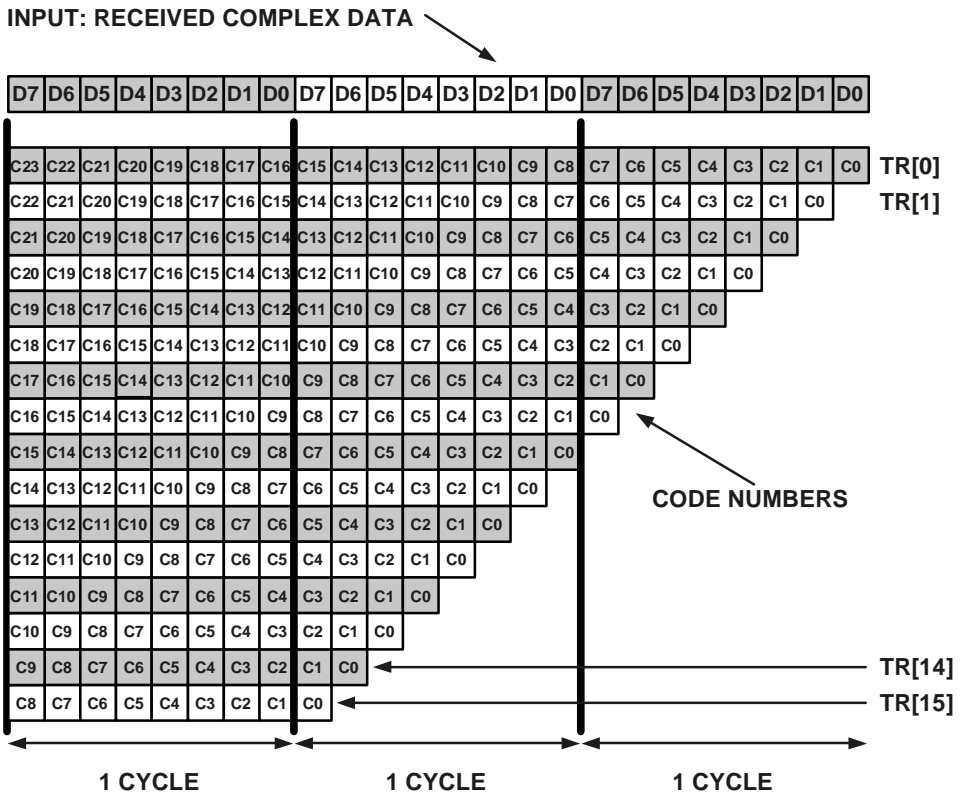 INPUT: RECEIVED COMPLEX DATA
D7 D6 D5 D4 D3 D2 D1 D0 D7 D6 D5 D4 D3 D2 D1 D0 D7 D6 D5 D4 D3 D2 D1 D0
C23 C22 C21 C20 C19 C18 C17 C16 C15 C14 C13 C12 C11 C10 C9 C8 C7 C6 C5 C4 C3 C2 C1 C0 TR[0]
C22 C21 C20 C19 C18 C17 C16 C15 C14 C13 C12 C11 C10 C9 C8 C7 C6 C5 C4 C3 C2 C1 C0 TR[1]
C21 C20 C19 C18 C17 C16 C15 C14 C13 C12 C11 C10 C9 C8 C7 C6 C5 C4 C3 C2 C1 C0
C20 C19 C18 C17 C16 C15 C14 C13 C12 C11 C10 C9 C8 C7 C6 C5 C4 C3 C2 C1 C0
C19 C18 C17 C16 C15 C14 C13 C12 C11 C10 C9 C8 C7 C6 C5 C4 C3 C2 C1 C0
C18 C17 C16 C15 C14 C13 C12 C11 C10 C9 C8 C7 C6 C5 C4 C3 C2 C1 C0
C17 C16 C15 C14 C13 C12 C11 C10 C9 C8 C7 C6 C5 C4 C3 C2 C1 C0
C16 C15 C14 C13 C12 C11 C10 C9 C8 C7 C6 C5 C4 C3 C2 C1 C0
C15 C14 C13 C12 C11 C10 C9 C8 C7 C6 C5 C4 C3 C2 C1 C0
C14 C13 C12 C11 C10 C9 C8 C7 C6 C5 C4 C3 C2 C1 C0
CODE NUMBERS
C13 C12 C11 C10 C9 C8 C7 C6 C5 C4 C3 C2 C1 C0
C12 C11 C10 C9 C8 C7 C6 C5 C4 C3 C2 C1 C0
C11 C10 C9 C8 C7 C6 C5 C4 C3 C2 C1 C0
C10 C9 C8 C7 C6 C5 C4 C3 C2 C1 C0
C9 C8 C7 C6 C5 C4 C3 C2 C1 C0 TR[14]
C8 C7 C6 C5 C4 C3 C2 C1 C0 TR[15]
1 CYCLE 1 CYCLE 1 CYCLE